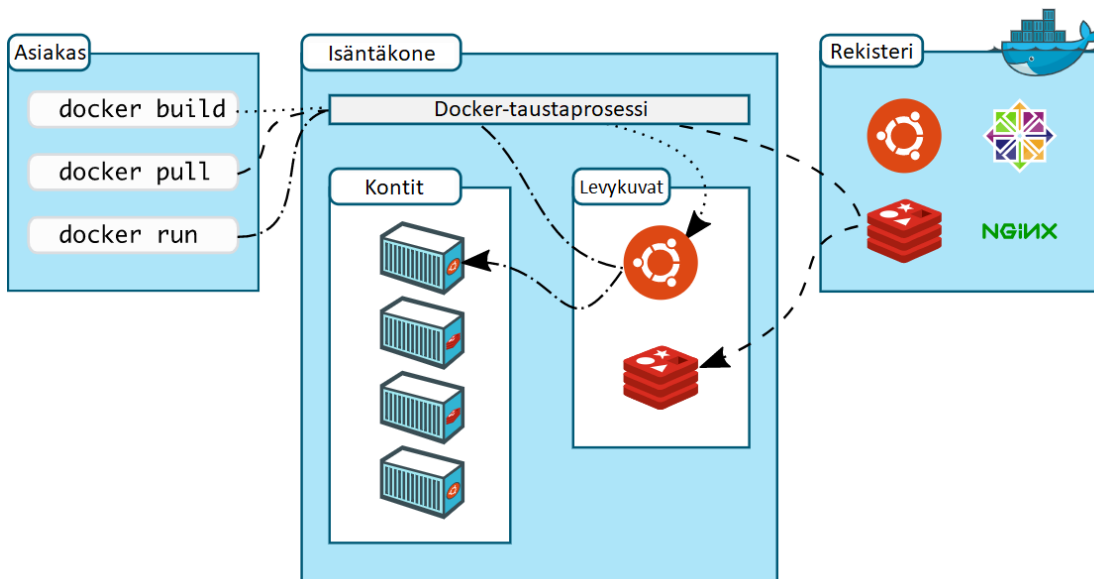 Asiakas
docker build
docker pull
docker run
Isäntäkone
Docker-taustaprosessi
Kontit
Levykuvat
Rekisteri
NGiNX